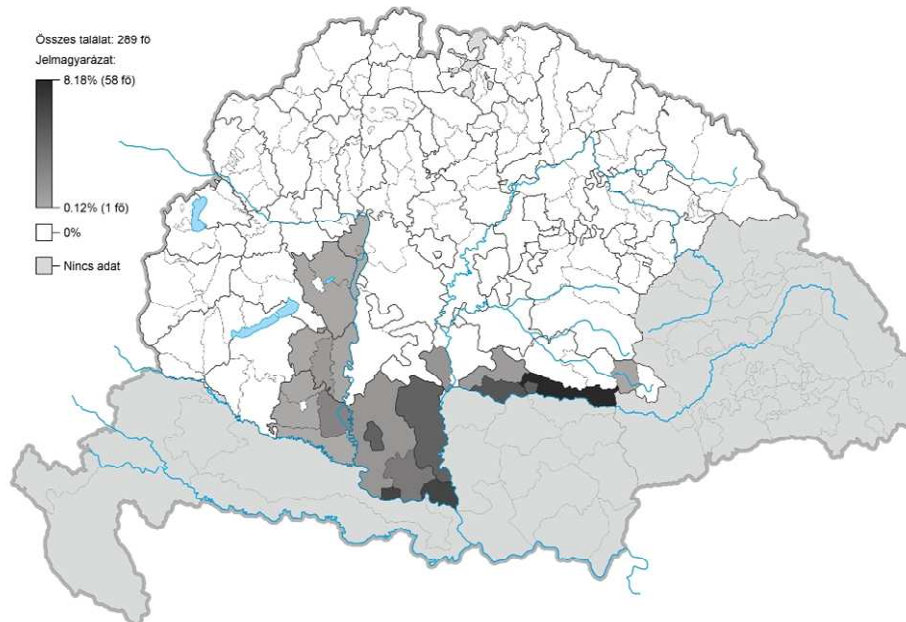 Összes találat: 289 fő
Jelmagyarázat:
8.18% (58 fő)
0.12% (1 fő)
0%
Nincs adat